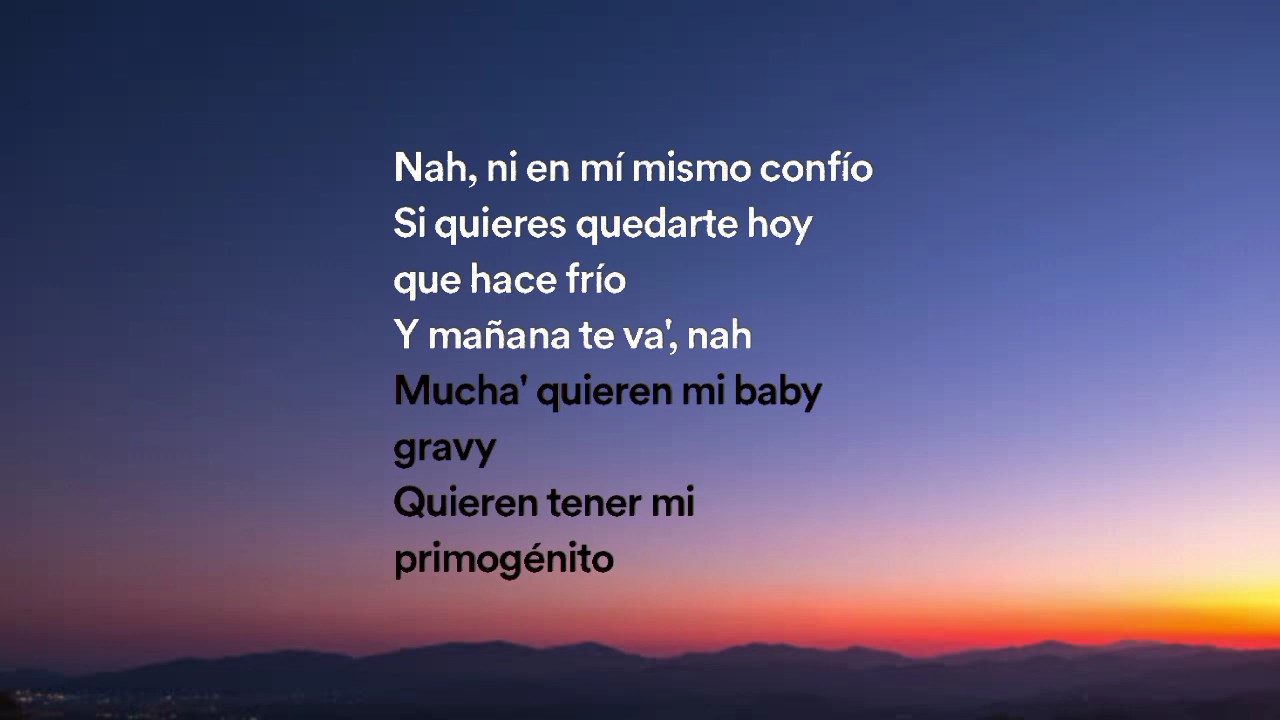 Nah, ni en mí mismo confío
Si quieres quedarte hoy
que hace frío
Y mañana te va', nah
Mucha' quieren mi baby
gravy
Quieren tener mi
primogénito